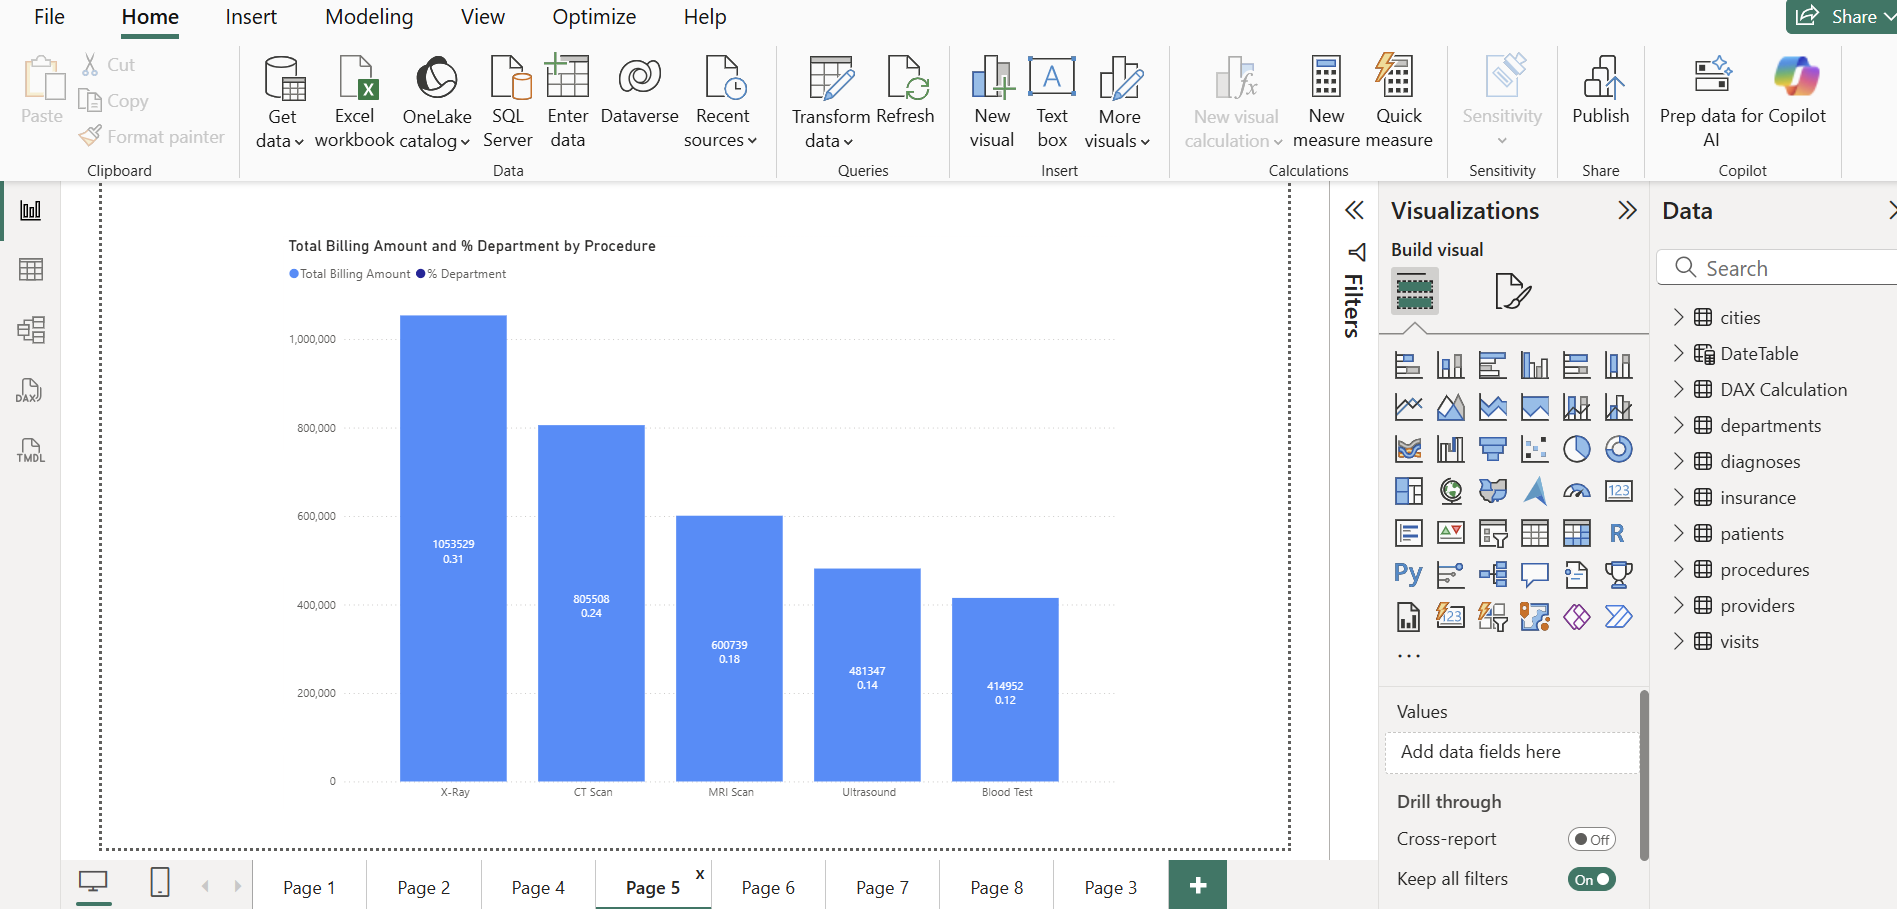 File Home Insert Modeling View Optimize Help
Share
Paste
Cut
Copy
Format painter
Clipboard
Get data
Excel workbook
OneLake catalog
SQL Server
Enter data
Dataverse
Recent sources
Data
Transform data
Refresh
Queries
New visual
A
Text box
More visuals
Insert
fx
New visual calculation
New measure
Quick measure
Calculations
Sensitivity
Sensitivity
Publish
Share
Prep data for AI
Copilot
Copilot
DAX
TMDL
Total Billing Amount and % Department by Procedure
Total Billing Amount % Department
1,000,000
800,000
600,000
400,000
200,000
0
1053529
0.31
805508
0.24
600739
0.18
481347
0.14
414952
0.12
X-Ray CT Scan MRI Scan Ultrasound Blood Test
Filters
Visualizations
Build visual
123
R
Py
123
...
Values
Add data fields here
Drill through
Cross-report Off
Keep all filters On
Data
Search
cities
DateTable
DAX Calculation
departments
diagnoses
insurance
patients
procedures
providers
visits
Page 1 Page 2 Page 4 Page 5 x Page 6 Page 7 Page 8 Page 3 +